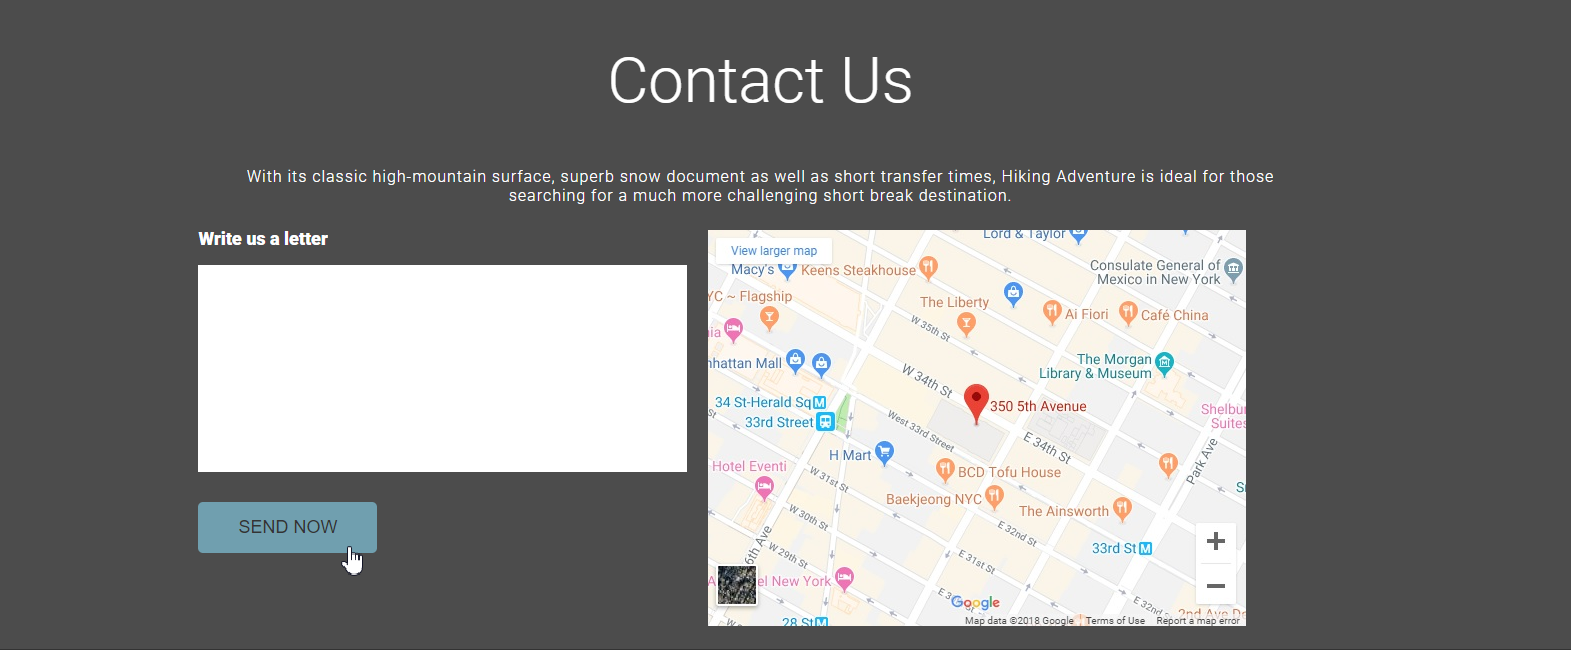 Contact Us
With its classic high-mountain surface, superb snow document as well as short transfer times, Hiking Adventure is ideal for those
searching for a much more challenging short break destination.
Write us a letter
SEND NOW
View larger map
Lord & Taylor
Macy's
Keens Steakhouse
Consulate General of
Mexico in New York
YC ~ Flagship
The Liberty
Ai Fiori
Café China
W 35th St
nia
nhattan Mall
The Morgan
Library & Museum
W 34th St
34 St-Herald Sq M
350 5th Avenue
33rd Street
West 33rd Street
Shelbur
Suites
E 34th St
H Mart
Park Ave
Hotel Eventi
BCD Tofu House
W 31st St
Baekjeong NYC
The Ainsworth
W 30th St
E 32nd St
6th Ave
33rd St M
W 29th St
E 31st St
el New York
E 32nd St
Google
2nd Ave De
28 St M
Map data ©2018 Google
Terms of Use
Report a map error